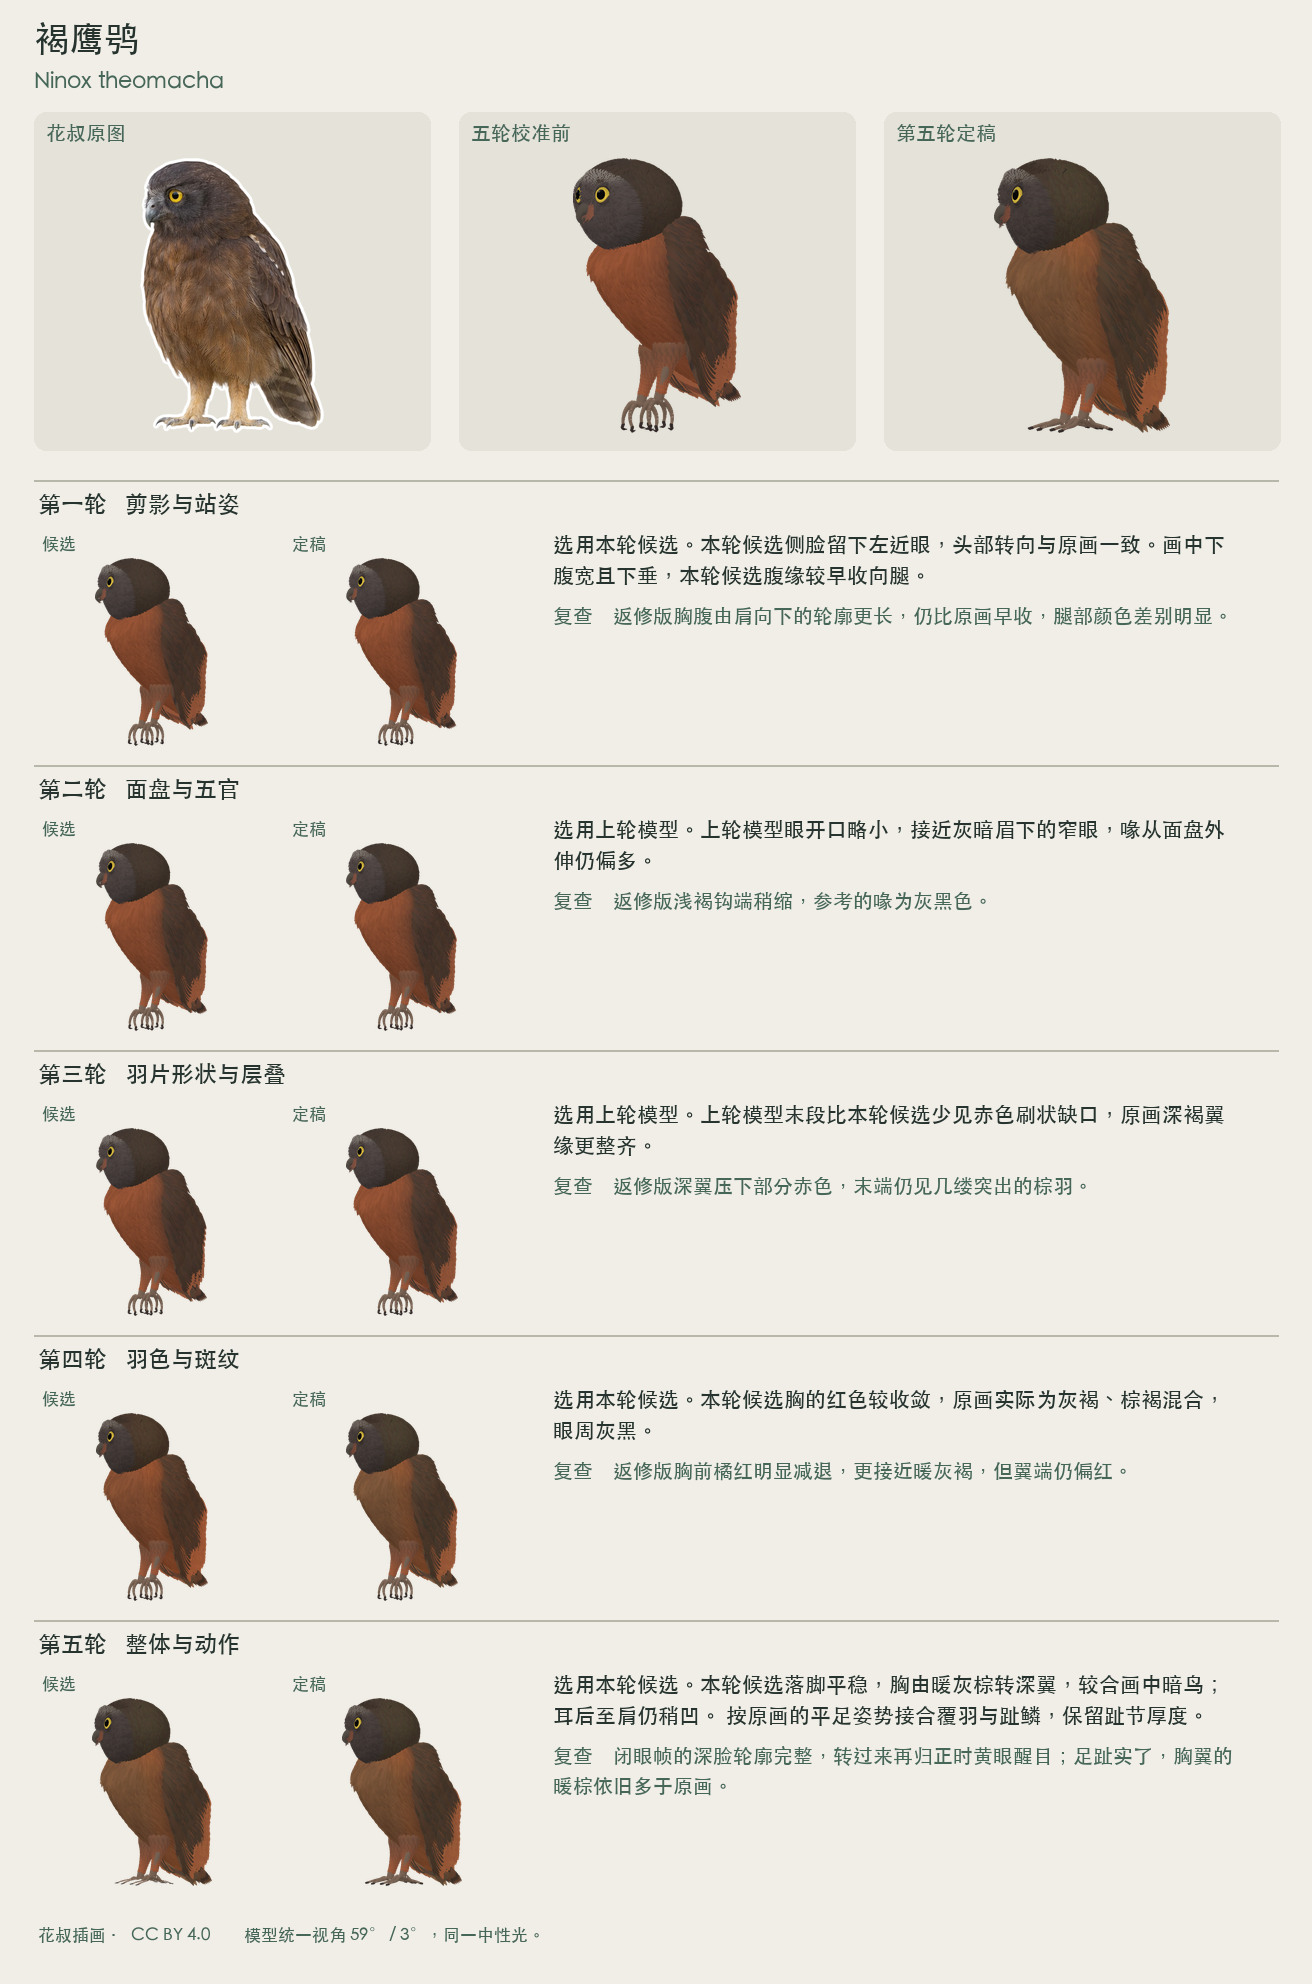 褐鹰鸮
Ninox theomacha
花叔原图
五轮校准前
第五轮定稿
第一轮 剪影与站姿
候选
定稿
选用本轮候选。本轮候选侧脸留下左近眼，头部转向与原画一致。画中下
腹宽且下垂，本轮候选腹缘较早收向腿。
复查 返修版胸腹由肩向下的轮廓更长，仍比原画早收，腿部颜色差别明显。
第二轮 面盘与五官
候选
定稿
选用上轮模型。上轮模型眼开口略小，接近灰暗眉下的窄眼，喙从面盘外
伸仍偏多。
复查 返修版浅褐钩端稍缩，参考的喙为灰黑色。
第三轮 羽片形状与层叠
候选
定稿
选用上轮模型。上轮模型末段比本轮候选少见赤色刷状缺口，原画深褐翼
缘更整齐。
复查 返修版深翼压下部分赤色，末端仍见几缕突出的棕羽。
第四轮 羽色与斑纹
候选
定稿
选用本轮候选。本轮候选胸的红色较收敛，原画实际为灰褐、棕褐混合，
眼周灰黑。
复查 返修版胸前橘红明显减退，更接近暖灰褐，但翼端仍偏红。
第五轮 整体与动作
候选
定稿
选用本轮候选。本轮候选落脚平稳，胸由暖灰棕转深翼，较合画中暗鸟；
耳后至肩仍稍凹。 按原画的平足姿势接合覆羽与趾鳞，保留趾节厚度。
复查 闭眼帧的深脸轮廓完整，转过来再归正时黄眼醒目；足趾实了，胸翼的
暖棕依旧多于原画。
花叔插画 · CC BY 4.0 模型统一视角 59° / 3°，同一中性光。